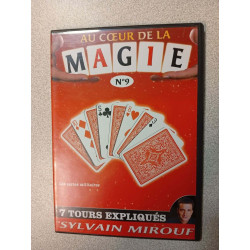 AU CŒUR DE LA
MAGIE
N°9
7 TOURS EXPLIQUÉS
SYLVAIN MIROUF